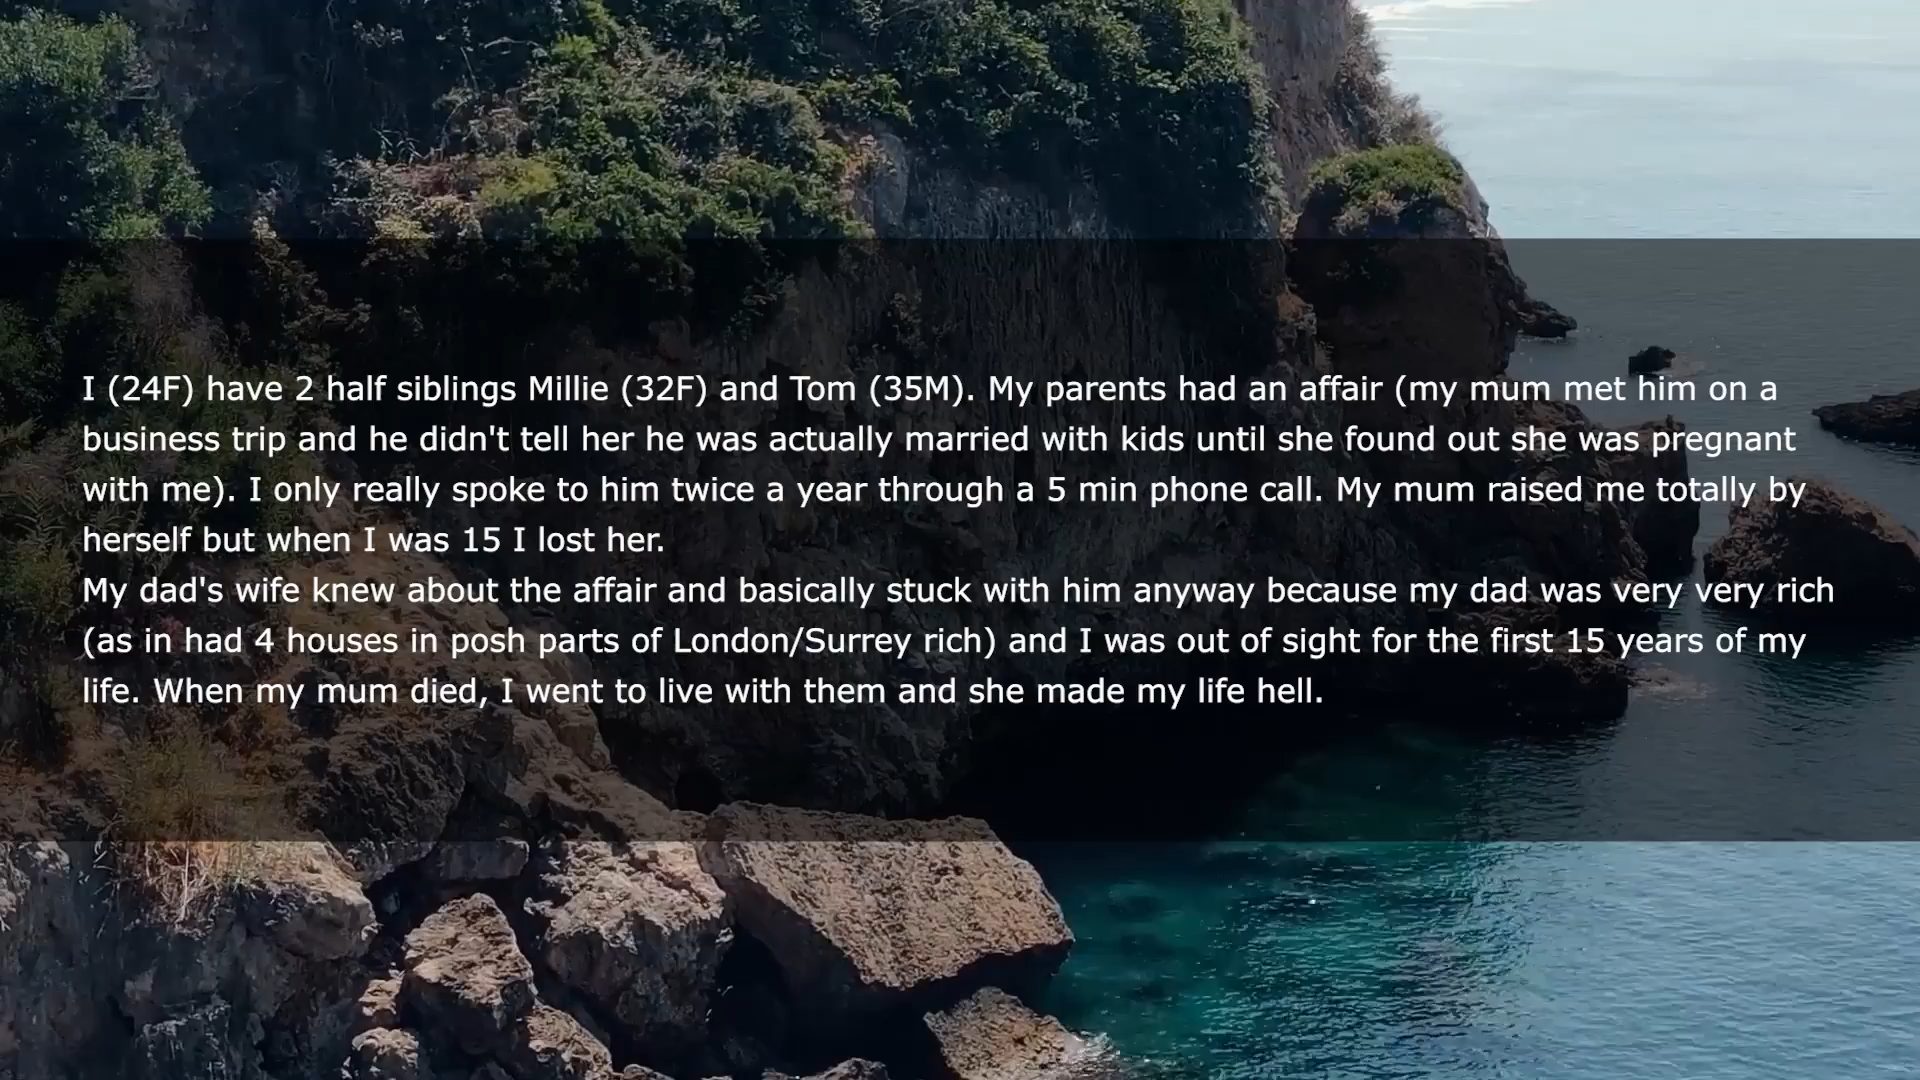 I (24F) have 2 half siblings Millie (32F) and Tom (35M). My parents had an affair (my mum met him on a
business trip and he didn't tell her he was actually married with kids until she found out she was pregnant
with me). I only really spoke to him twice a year through a 5 min phone call. My mum raised me totally by
herself but when I was 15 I lost her.
My dad's wife knew about the affair and basically stuck with him anyway because my dad was very very rich
(as in had 4 houses in posh parts of London/Surrey rich) and I was out of sight for the first 15 years of my
life. When my mum died, I went to live with them and she made my life hell.